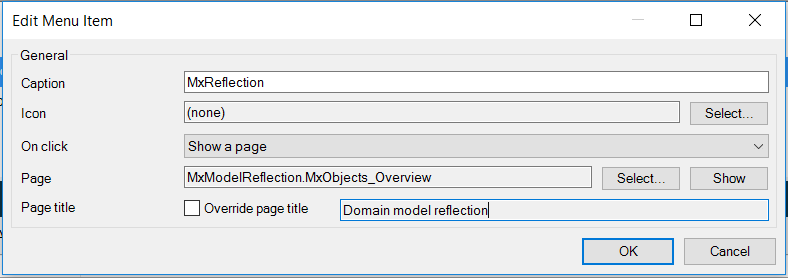 Edit Menu Item
General
Caption MxReflection
Icon (none) Select...
On click Show a page
Page MxModelReflection.MxObjects_Overview Select... Show
Page title Override page title Domain model reflection
OK Cancel